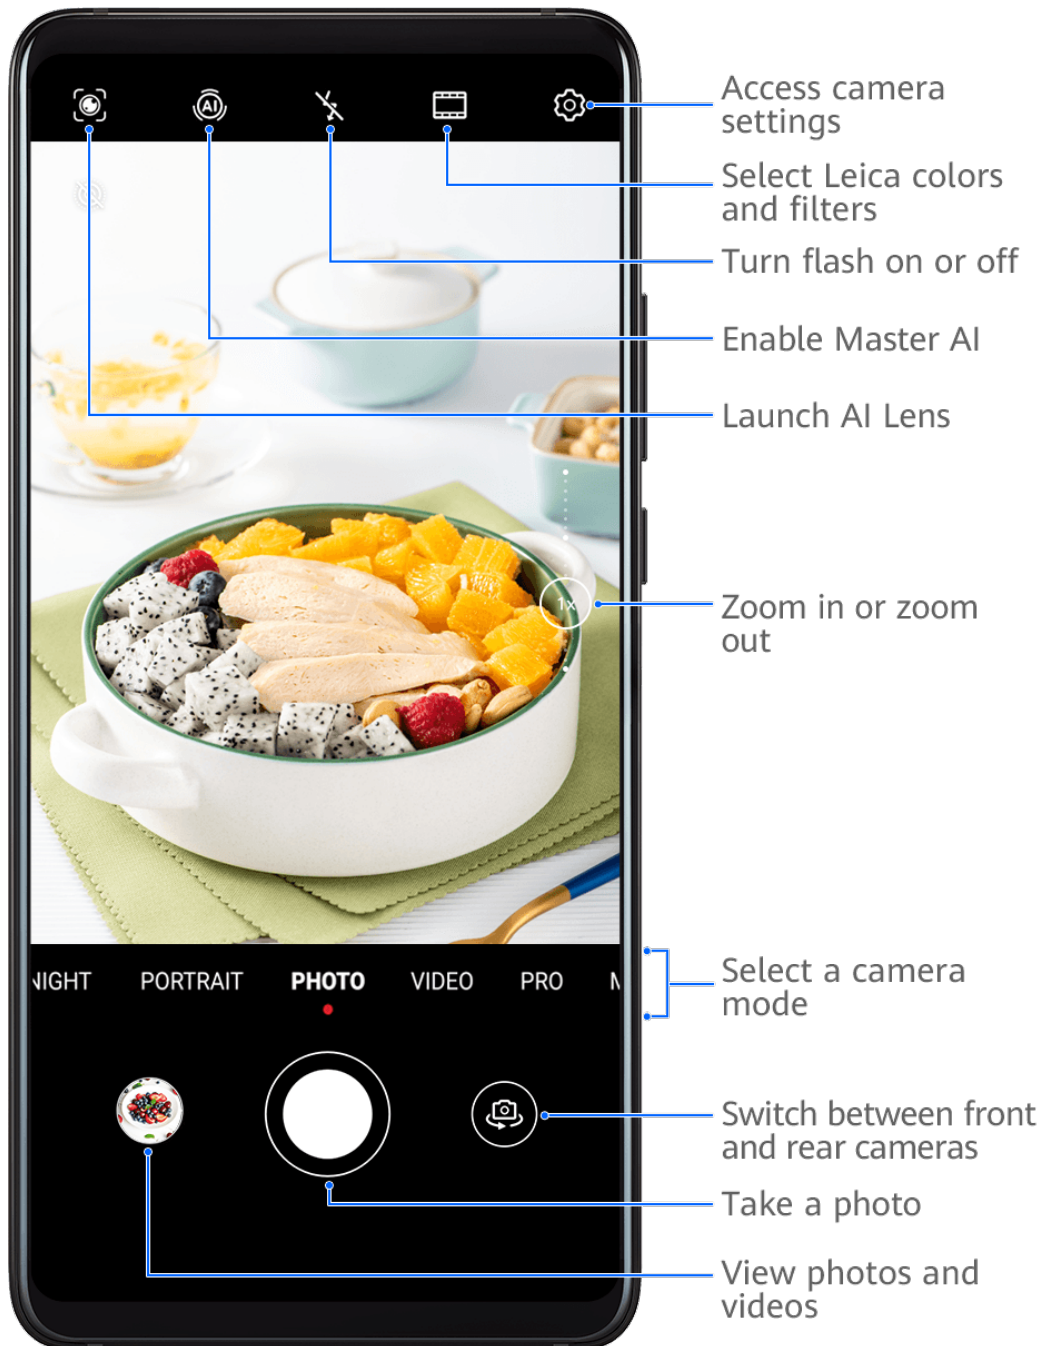 AI
Access camera
settings
Select Leica colors
and filters
Turn flash on or off
Enable Master AI
Launch AI Lens
1x
Zoom in or zoom
out
NIGHT PORTRAIT PHOTO VIDEO PRO M
Select a camera
mode
Switch between front
and rear cameras
Take a photo
View photos and
videos